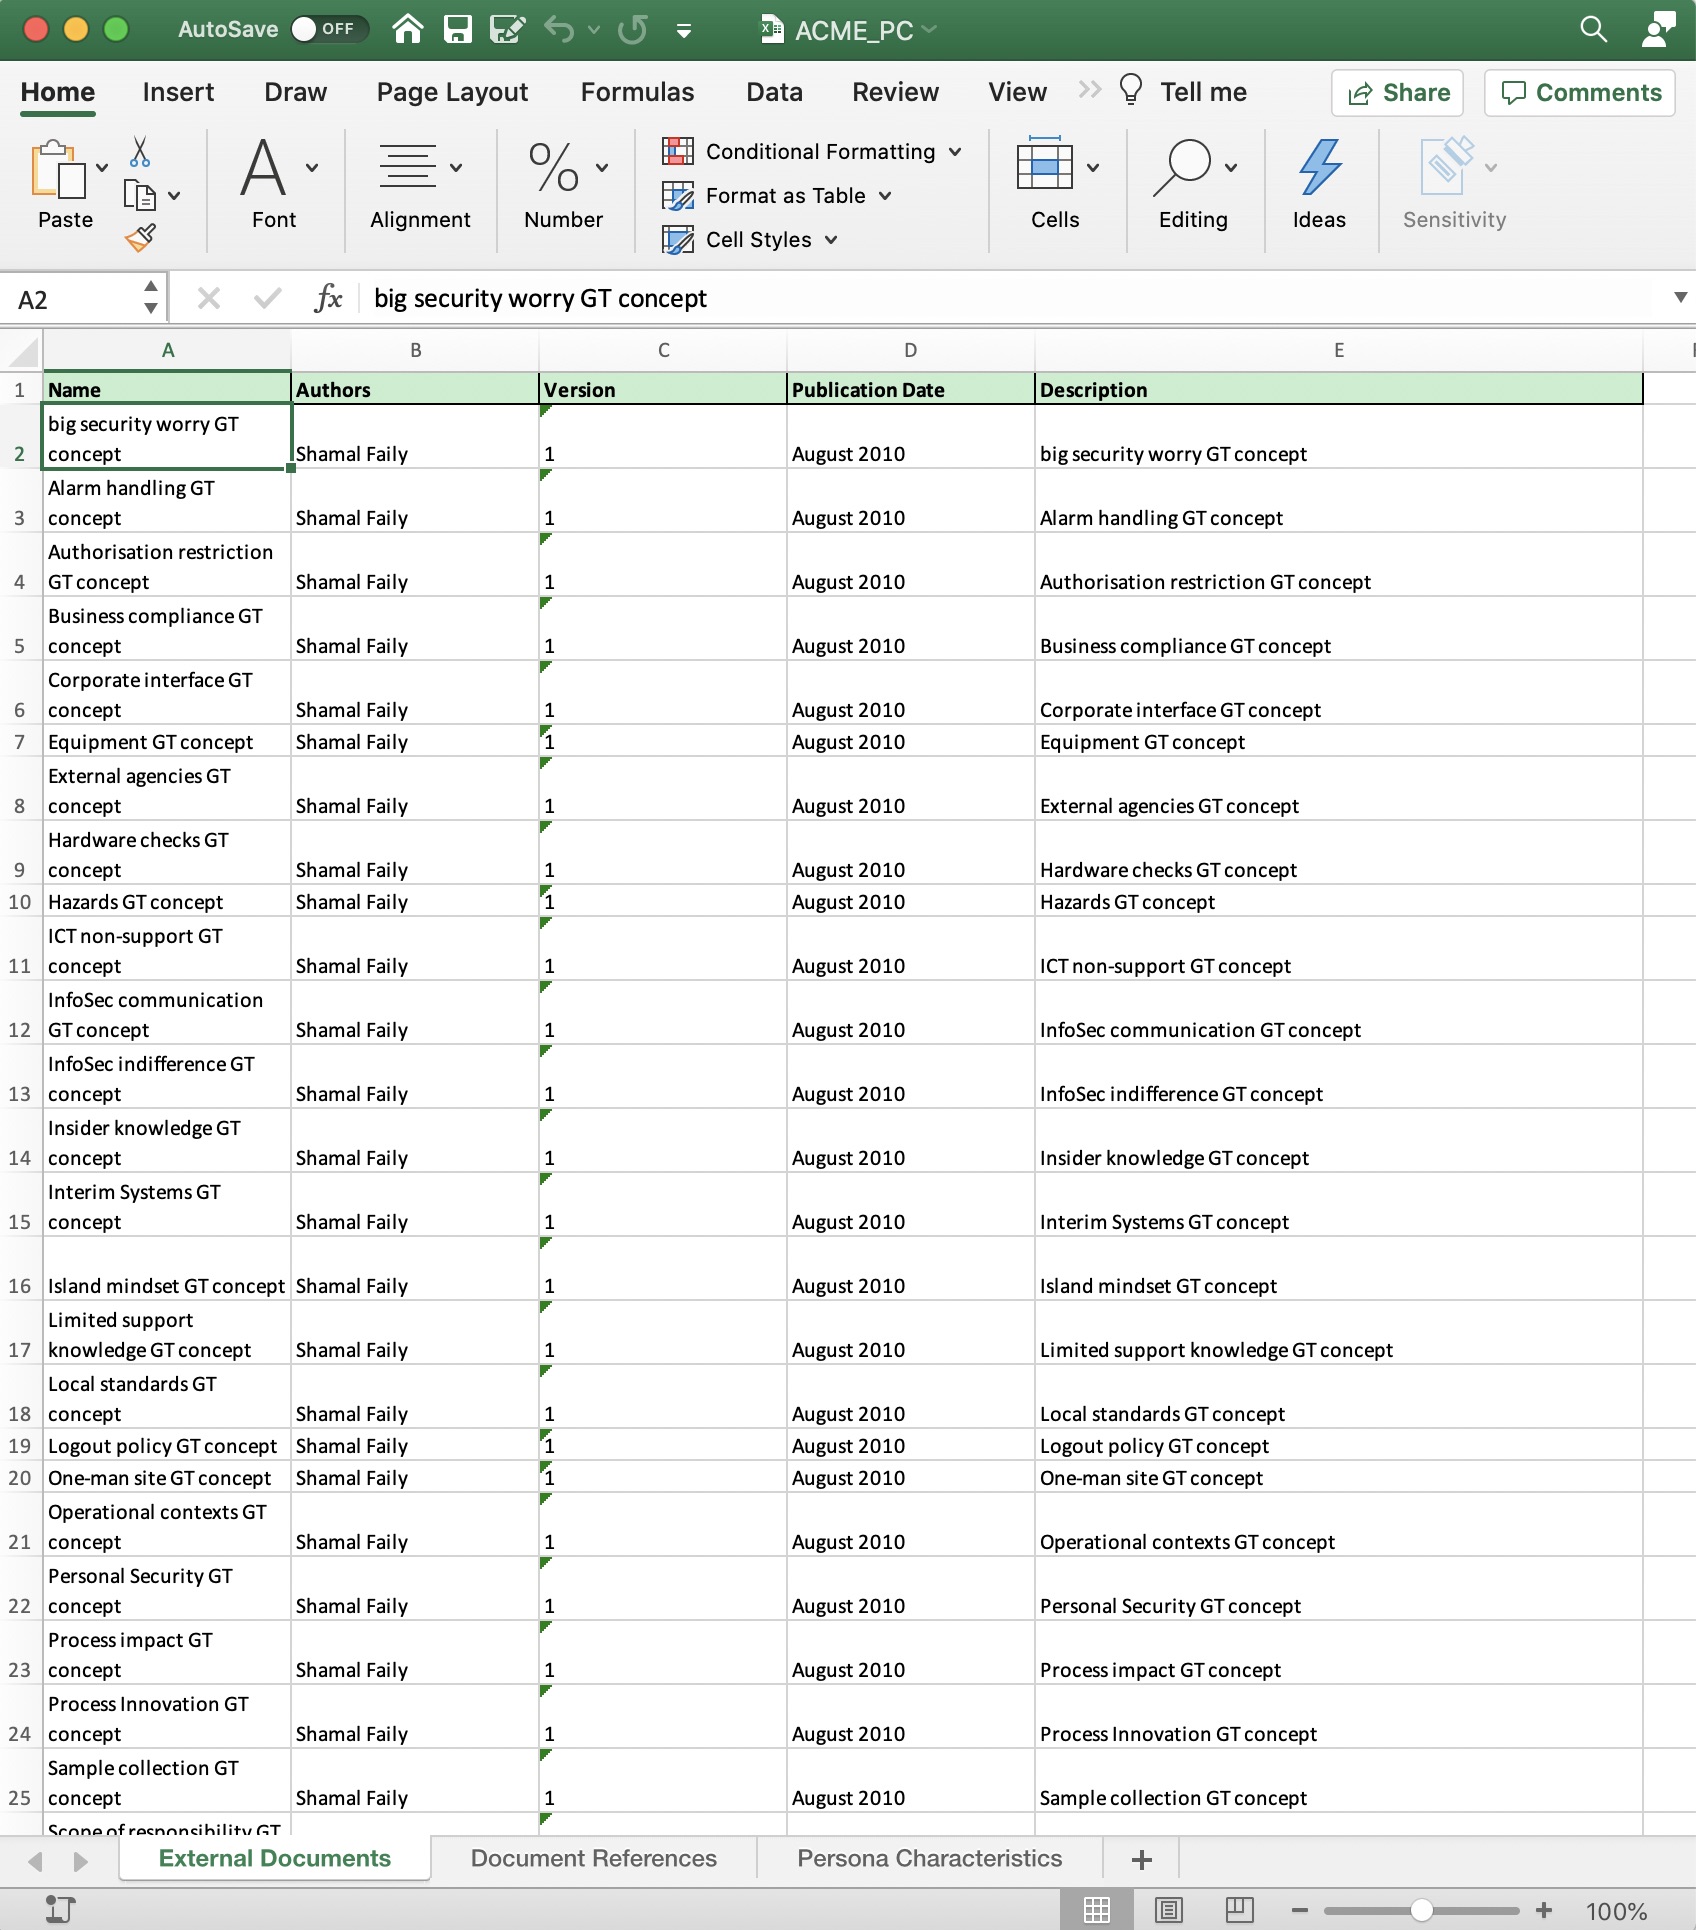 AutoSave OFF ACME_PC
Home Insert Draw Page Layout Formulas Data Review View Tell me Share Comments
Paste Font Alignment Number Conditional Formatting Format as Table Cell Styles Cells Editing Ideas Sensitivity
A2 fx big security worry GT concept
A B C D E
1 Name Authors Version Publication Date Description
big security worry GT
2 concept Shamal Faily 1 August 2010 big security worry GT concept
Alarm handling GT
3 concept Shamal Faily 1 August 2010 Alarm handling GT concept
Authorisation restriction
4 GT concept Shamal Faily 1 August 2010 Authorisation restriction GT concept
Business compliance GT
5 concept Shamal Faily 1 August 2010 Business compliance GT concept
Corporate interface GT
6 concept Shamal Faily 1 August 2010 Corporate interface GT concept
7 Equipment GT concept Shamal Faily 1 August 2010 Equipment GT concept
External agencies GT
8 concept Shamal Faily 1 August 2010 External agencies GT concept
Hardware checks GT
9 concept Shamal Faily 1 August 2010 Hardware checks GT concept
10 Hazards GT concept Shamal Faily 1 August 2010 Hazards GT concept
ICT non-support GT
11 concept Shamal Faily 1 August 2010 ICT non-support GT concept
InfoSec communication
12 GT concept Shamal Faily 1 August 2010 InfoSec communication GT concept
InfoSec indifference GT
13 concept Shamal Faily 1 August 2010 InfoSec indifference GT concept
Insider knowledge GT
14 concept Shamal Faily 1 August 2010 Insider knowledge GT concept
Interim Systems GT
15 concept Shamal Faily 1 August 2010 Interim Systems GT concept
16 Island mindset GT concept Shamal Faily 1 August 2010 Island mindset GT concept
Limited support
17 knowledge GT concept Shamal Faily 1 August 2010 Limited support knowledge GT concept
Local standards GT
18 concept Shamal Faily 1 August 2010 Local standards GT concept
19 Logout policy GT concept Shamal Faily 1 August 2010 Logout policy GT concept
20 One-man site GT concept Shamal Faily 1 August 2010 One-man site GT concept
Operational contexts GT
21 concept Shamal Faily 1 August 2010 Operational contexts GT concept
Personal Security GT
22 concept Shamal Faily 1 August 2010 Personal Security GT concept
Process impact GT
23 concept Shamal Faily 1 August 2010 Process impact GT concept
Process Innovation GT
24 concept Shamal Faily 1 August 2010 Process Innovation GT concept
Sample collection GT
25 concept Shamal Faily 1 August 2010 Sample collection GT concept
Scope of responsibility GT
External Documents Document References Persona Characteristics +
100%